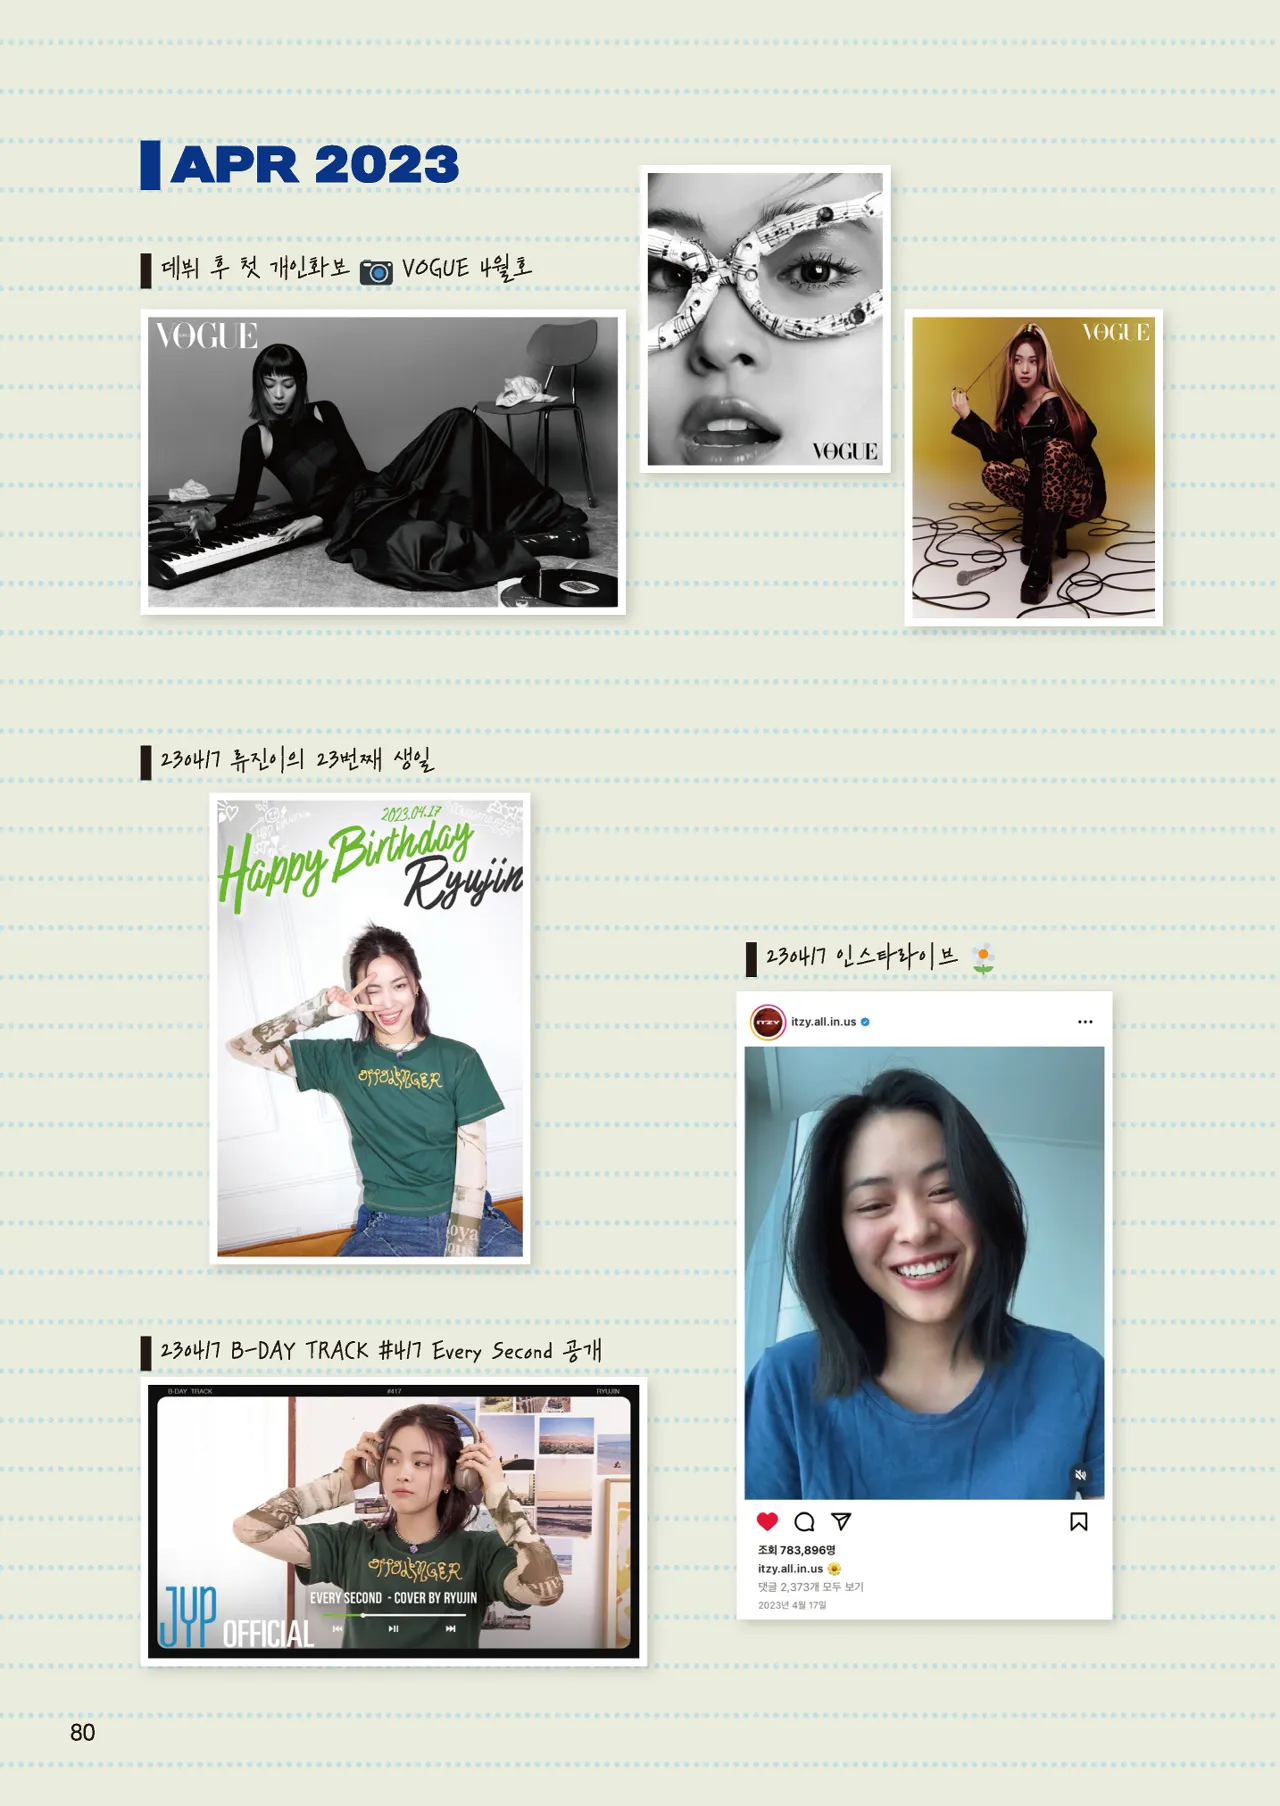 APR 2023
데뷔 후 첫 개인화보 VOGUE 4월호
VOGUE
VOGUE
VOGUE
230417 류진이의 23번째 생일
2023.04.17
Happy Birthday
Ryujin
OFFOLENGER
loya
ous
230417 인스타라이브
ITZY
itzy.all.in.us
조회 783,896명
itzy.all.in.us
댓글 2,373개 모두 보기
2023년 4월 17일
230417 B-DAY TRACK #417 Every Second 공개
B-DAY TRACK #417 RYUJIN
EVERY SECOND - COVER BY RYUJIN
JYP OFFICIAL
80